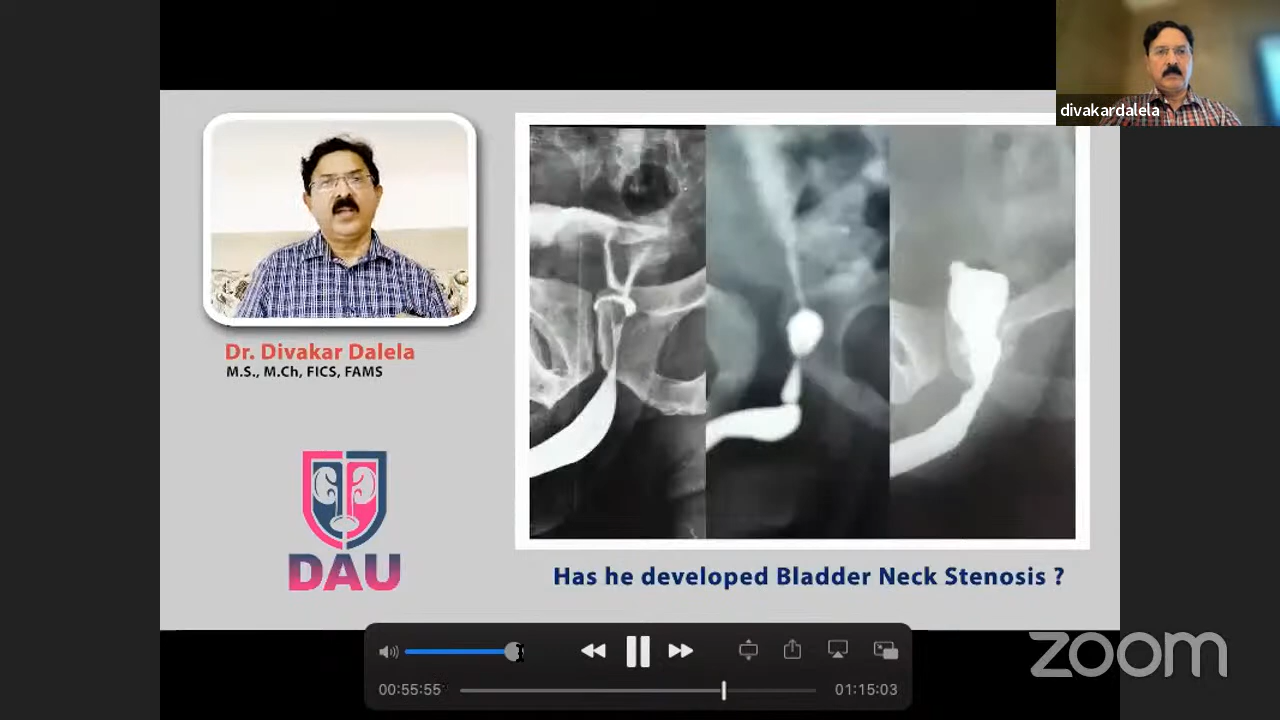 divakardalela
Dr. Divakar Dalela
M.S., M.Ch, FICS, FAMS
DAU
Has he developed Bladder Neck Stenosis ?
zoom
00:55:55
01:15:03